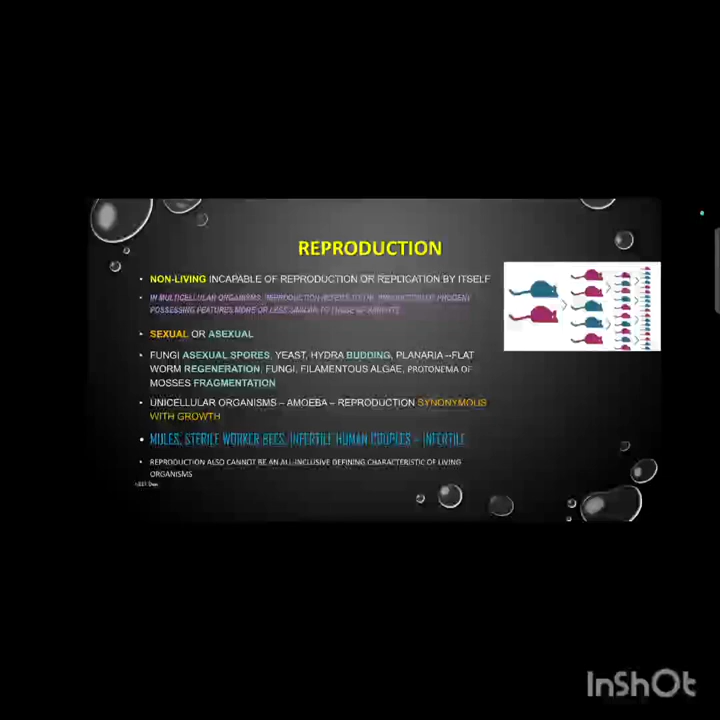 REPRODUCTION
• NON-LIVING INCAPABLE OF REPRODUCTION OR REPLICATION BY ITSELF
• IN MULTICELLULAR ORGANISMS, REPRODUCTION REFERS TO THE PRODUCTION OF PROGENY
POSSESSING FEATURES MORE OR LESS SIMILAR TO THOSE OF PARENTS
• SEXUAL OR ASEXUAL
• FUNGI ASEXUAL SPORES, YEAST, HYDRA BUDDING, PLANARIA –FLAT
WORM REGENERATION, FUNGI, FILAMENTOUS ALGAE, PROTONEMA OF
MOSSES FRAGMENTATION
• UNICELLULAR ORGANISMS – AMOEBA – REPRODUCTION SYNONYMOUS
WITH GROWTH
• MULES, STERILE WORKER BEES, INFERTILE HUMAN COUPLES – INFERTILE
• REPRODUCTION ALSO CANNOT BE AN ALL-INCLUSIVE DEFINING CHARACTERISTIC OF LIVING
ORGANISMS
InShOt